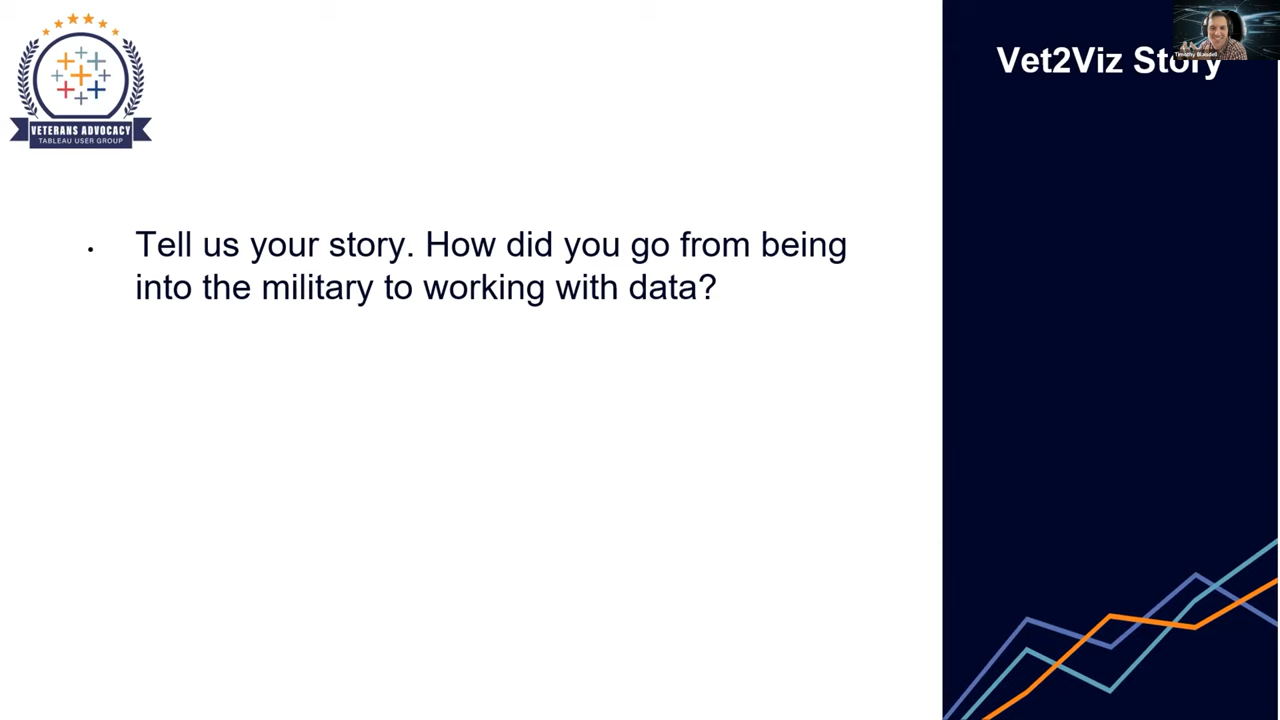 VETERANS ADVOCACY
TABLEAU USER GROUP
Vet2Viz Story
Timothy Blaisdell
• Tell us your story. How did you go from being
into the military to working with data?